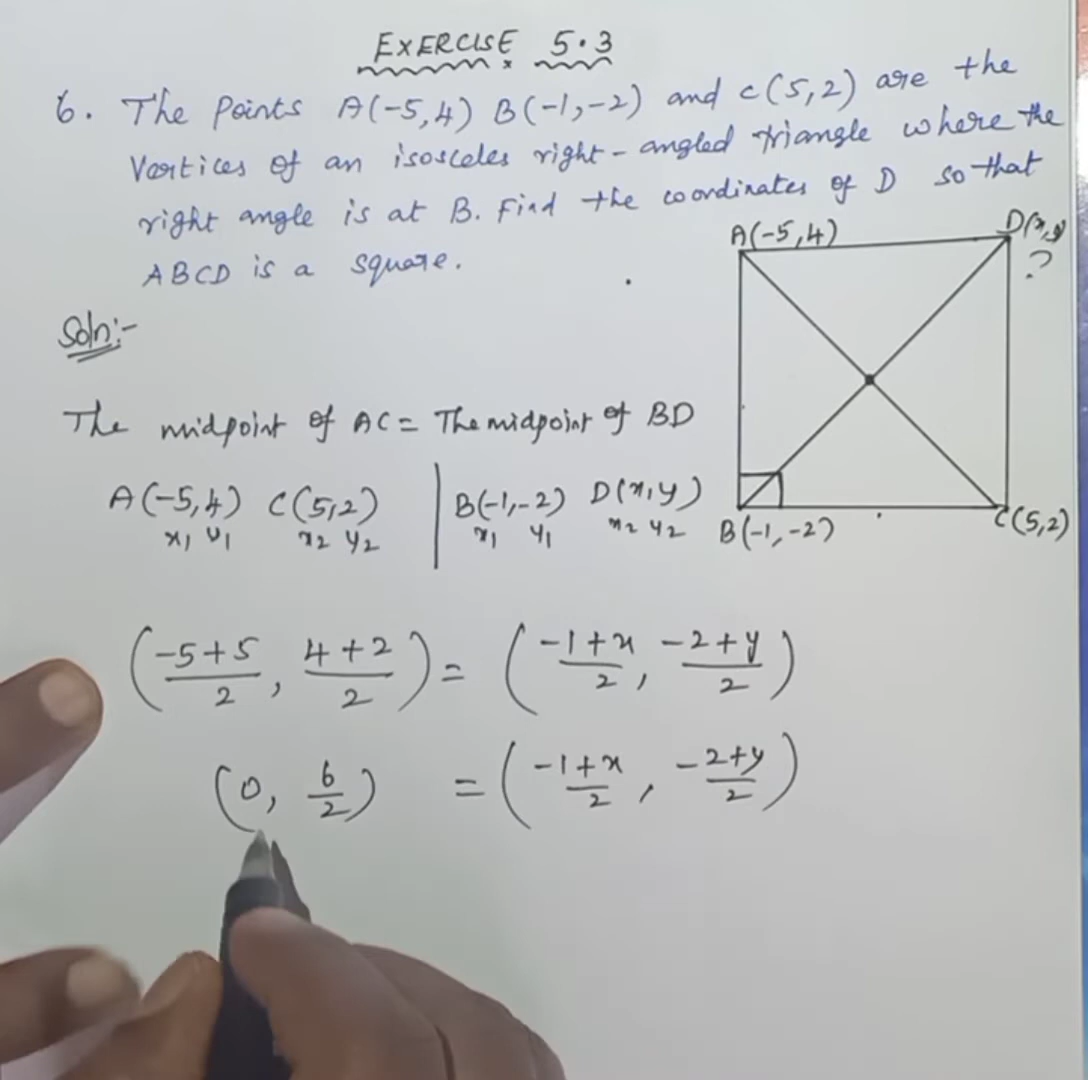 EXERCISE 5.3
6. The Points A(-5,4) B(-1,-2) and C(5,2) are the
Vertices of an isosceles right-angled triangle where the
right angle is at B. Find the coordinates of D so that
ABCD is a square.
A(-5,4) D(x,y)
?
Soln:-
The midpoint of AC = The midpoint of BD
A(-5,4) C(5,2) | B(-1,-2) D(x,y)
x₁ y₁ x₂ y₂ x₁ y₁ x₂ y₂
B(-1,-2) C(5,2)
(-5+5/2, 4+2/2) = (-1+x/2, -2+y/2)
(0, 6/2) = (-1+x/2, -2+y/2)